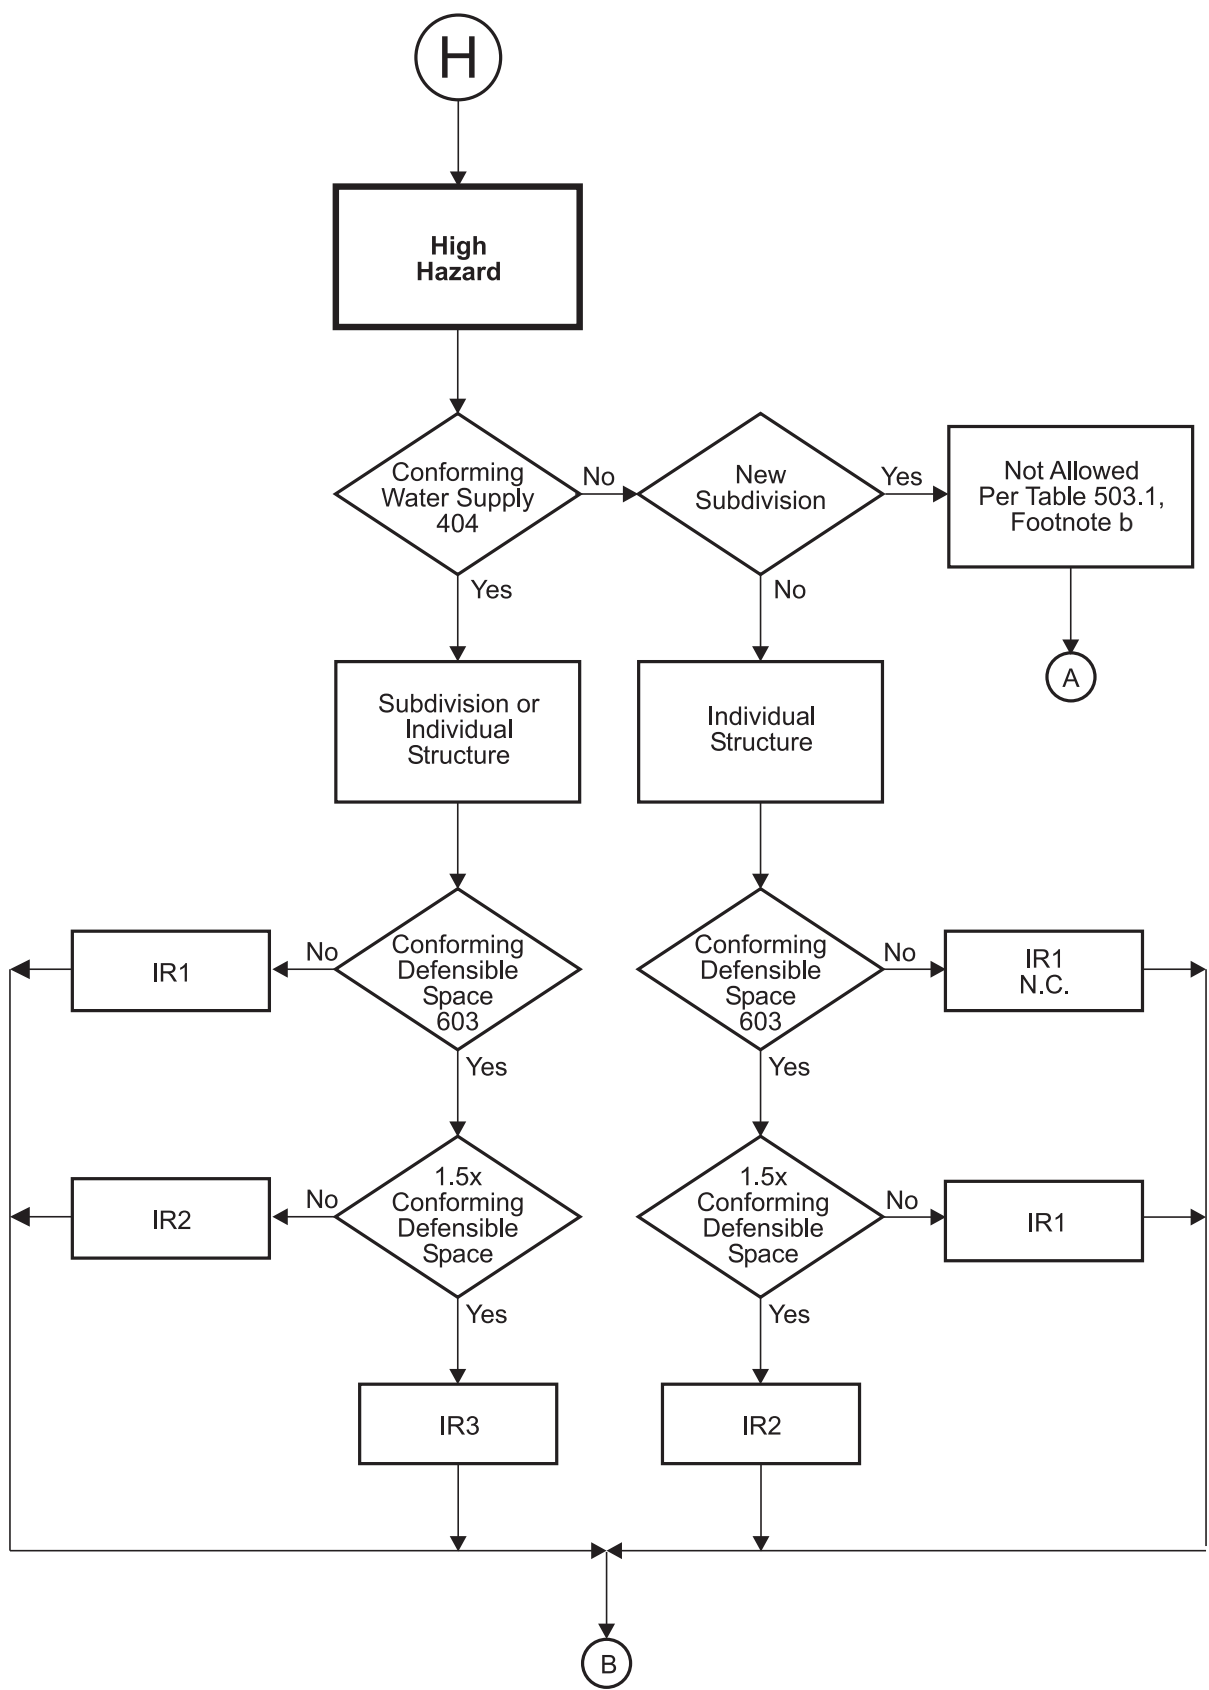 H
High
Hazard
Conforming
Water Supply
404
No
New
Subdivision
Yes
Not Allowed
Per Table 503.1,
Footnote b
Yes
No
A
Subdivision or
Individual
Structure
Individual
Structure
IR1
No
Conforming
Defensible
Space
603
Conforming
Defensible
Space
603
No
IR1
N.C.
Yes
Yes
IR2
No
1.5x
Conforming
Defensible
Space
1.5x
Conforming
Defensible
Space
No
IR1
Yes
Yes
IR3
IR2
B